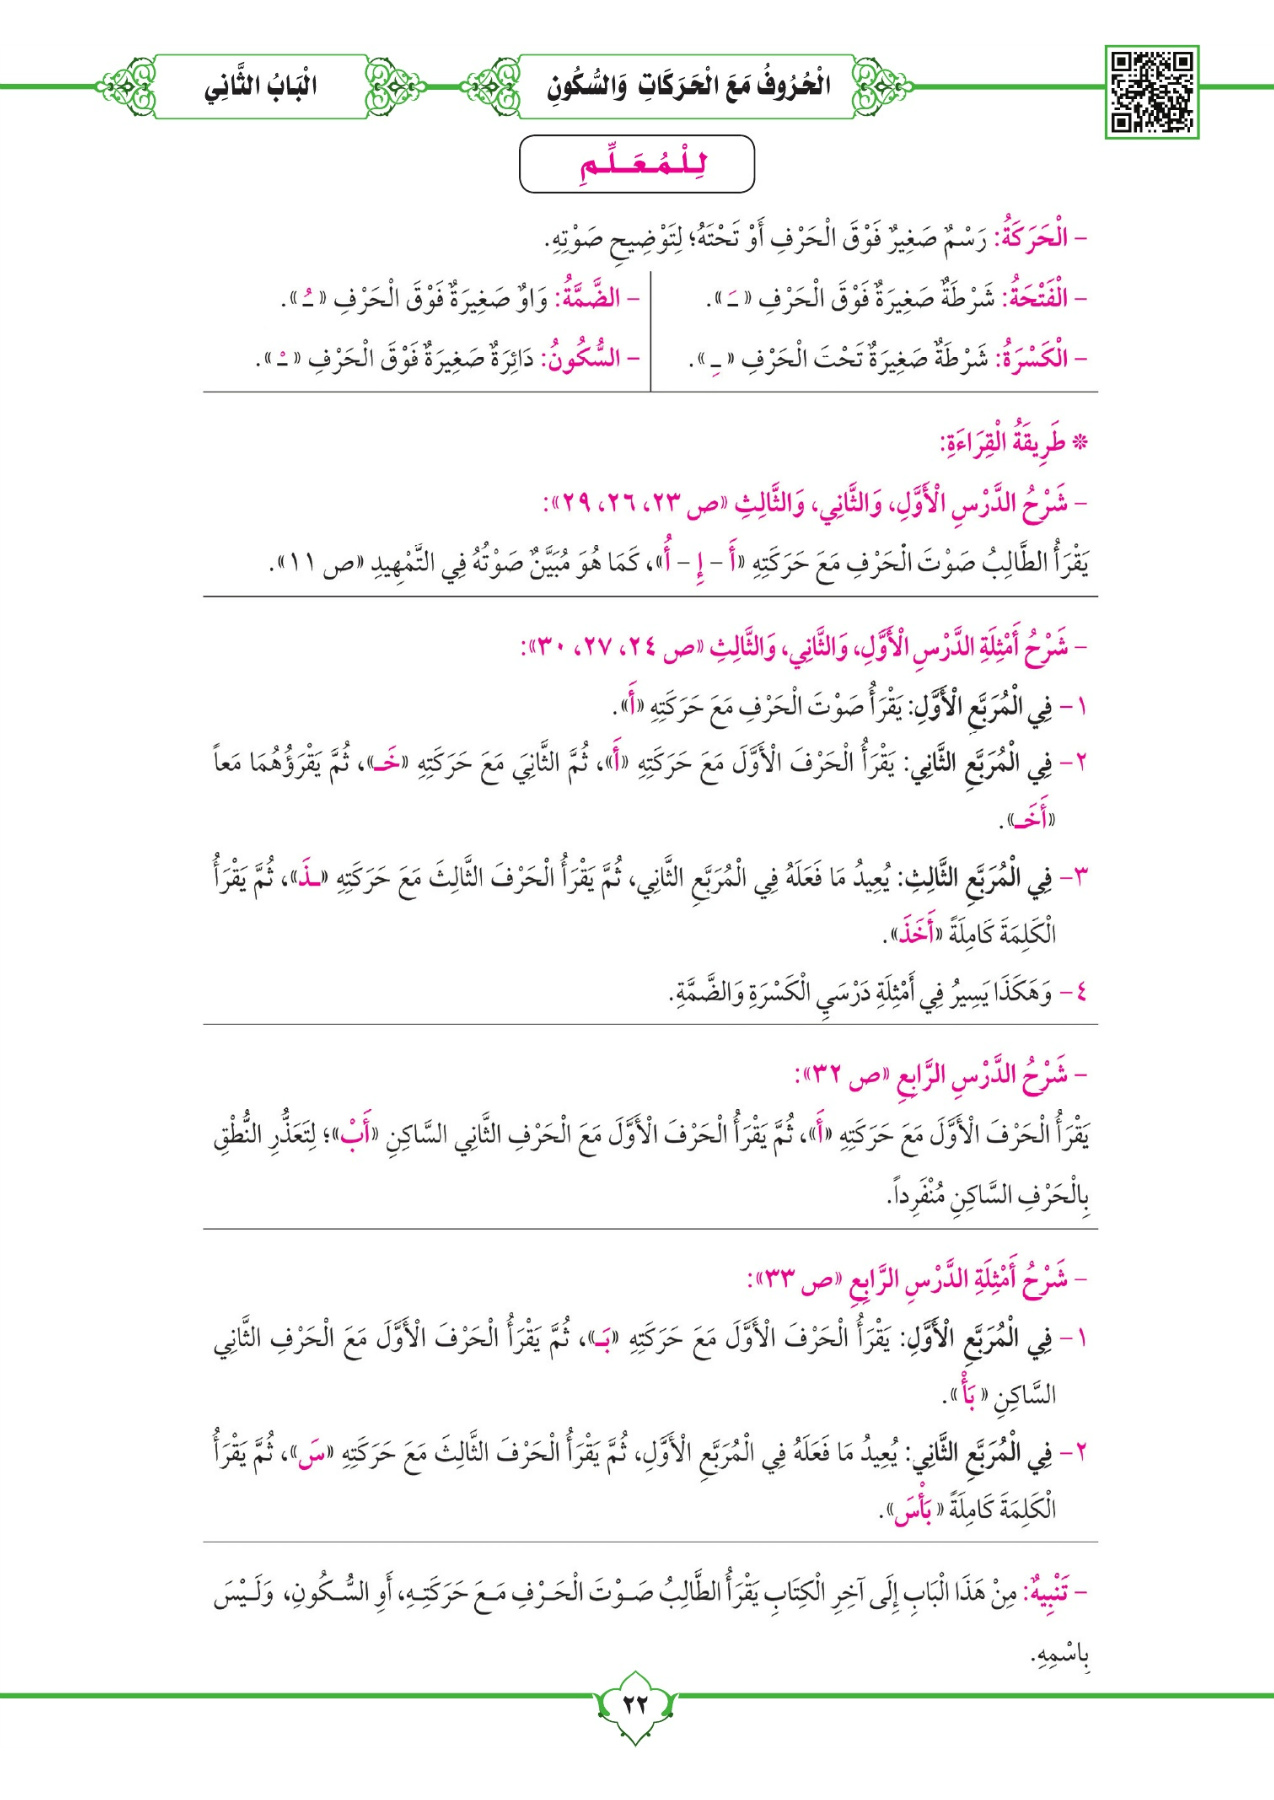 الْحُرُوفُ مَعَ الْحَرَكَاتِ وَالسُّكُونِ
الْبَابُ الثَّانِي
لِلْمُعَلِّمِ
- الْحَرَكَةُ: رَسْمٌ صَغِيرٌ فَوْقَ الْحَرْفِ أَوْ تَحْتَهُ؛ لِتَوْضِيحِ صَوْتِهِ.
- الْفَتْحَةُ: شَرْطَةٌ صَغِيرَةٌ فَوْقَ الْحَرْفِ «ـَ».
- الضَّمَّةُ: وَاوٌ صَغِيرَةٌ فَوْقَ الْحَرْفِ «ـُ».
- الْكَسْرَةُ: شَرْطَةٌ صَغِيرَةٌ تَحْتَ الْحَرْفِ «ـِ».
- السُّكُونُ: دَائِرَةٌ صَغِيرَةٌ فَوْقَ الْحَرْفِ «ـْ».
* طَرِيقَةُ الْقِرَاءَةِ:
- شَرْحُ الدَّرْسِ الْأَوَّلِ، وَالثَّانِي، وَالثَّالِثِ «ص ٢٣، ٢٦، ٢٩»:
يَقْرَأُ الطَّالِبُ صَوْتَ الْحَرْفِ مَعَ حَرَكَتِهِ «أَ - إِ - أُ»، كَمَا هُوَ مُبَيَّنٌ صَوْتُهُ فِي التَّمْهِيدِ «ص ١١».
- شَرْحُ أَمْثِلَةِ الدَّرْسِ الْأَوَّلِ، وَالثَّانِي، وَالثَّالِثِ «ص ٢٤، ٢٧، ٣٠»:
١- فِي الْمُرَبَّعِ الْأَوَّلِ: يَقْرَأُ صَوْتَ الْحَرْفِ مَعَ حَرَكَتِهِ «أَ».
٢- فِي الْمُرَبَّعِ الثَّانِي: يَقْرَأُ الْحَرْفَ الْأَوَّلَ مَعَ حَرَكَتِهِ «أَ»، ثُمَّ الثَّانِيَ مَعَ حَرَكَتِهِ «خَـ»، ثُمَّ يَقْرَؤُهُمَا مَعاً
«أَخَـ».
٣- فِي الْمُرَبَّعِ الثَّالِثِ: يُعِيدُ مَا فَعَلَهُ فِي الْمُرَبَّعِ الثَّانِي، ثُمَّ يَقْرَأُ الْحَرْفَ الثَّالِثَ مَعَ حَرَكَتِهِ «ـذَ»، ثُمَّ يَقْرَأُ
الْكَلِمَةَ كَامِلَةً «أَخَذَ».
٤- وَهَكَذَا يَسِيرُ فِي أَمْثِلَةِ دَرْسَيِ الْكَسْرَةِ وَالضَّمَّةِ.
- شَرْحُ الدَّرْسِ الرَّابِعِ «ص ٣٢»:
يَقْرَأُ الْحَرْفَ الْأَوَّلَ مَعَ حَرَكَتِهِ «أَ»، ثُمَّ يَقْرَأُ الْحَرْفَ الْأَوَّلَ مَعَ الْحَرْفِ الثَّانِي السَّاكِنِ «أَبْ»؛ لِتَعَذُّرِ النُّطْقِ
بِالْحَرْفِ السَّاكِنِ مُنْفَرِداً.
- شَرْحُ أَمْثِلَةِ الدَّرْسِ الرَّابِعِ «ص ٣٣»:
١- فِي الْمُرَبَّعِ الْأَوَّلِ: يَقْرَأُ الْحَرْفَ الْأَوَّلَ مَعَ حَرَكَتِهِ «بَـ»، ثُمَّ يَقْرَأُ الْحَرْفَ الْأَوَّلَ مَعَ الْحَرْفِ الثَّانِي
السَّاكِنِ «بَأْ».
٢- فِي الْمُرَبَّعِ الثَّانِي: يُعِيدُ مَا فَعَلَهُ فِي الْمُرَبَّعِ الْأَوَّلِ، ثُمَّ يَقْرَأُ الْحَرْفَ الثَّالِثَ مَعَ حَرَكَتِهِ «سَ»، ثُمَّ يَقْرَأُ
الْكَلِمَةَ كَامِلَةً «بَأْسَ».
- تَنْبِيهٌ: مِنْ هَذَا الْبَابِ إِلَى آخِرِ الْكِتَابِ يَقْرَأُ الطَّالِبُ صَوْتَ الْحَرْفِ مَعَ حَرَكَتِهِ، أَوِ السُّكُونِ، وَلَيْسَ
بِاسْمِهِ.
٢٢